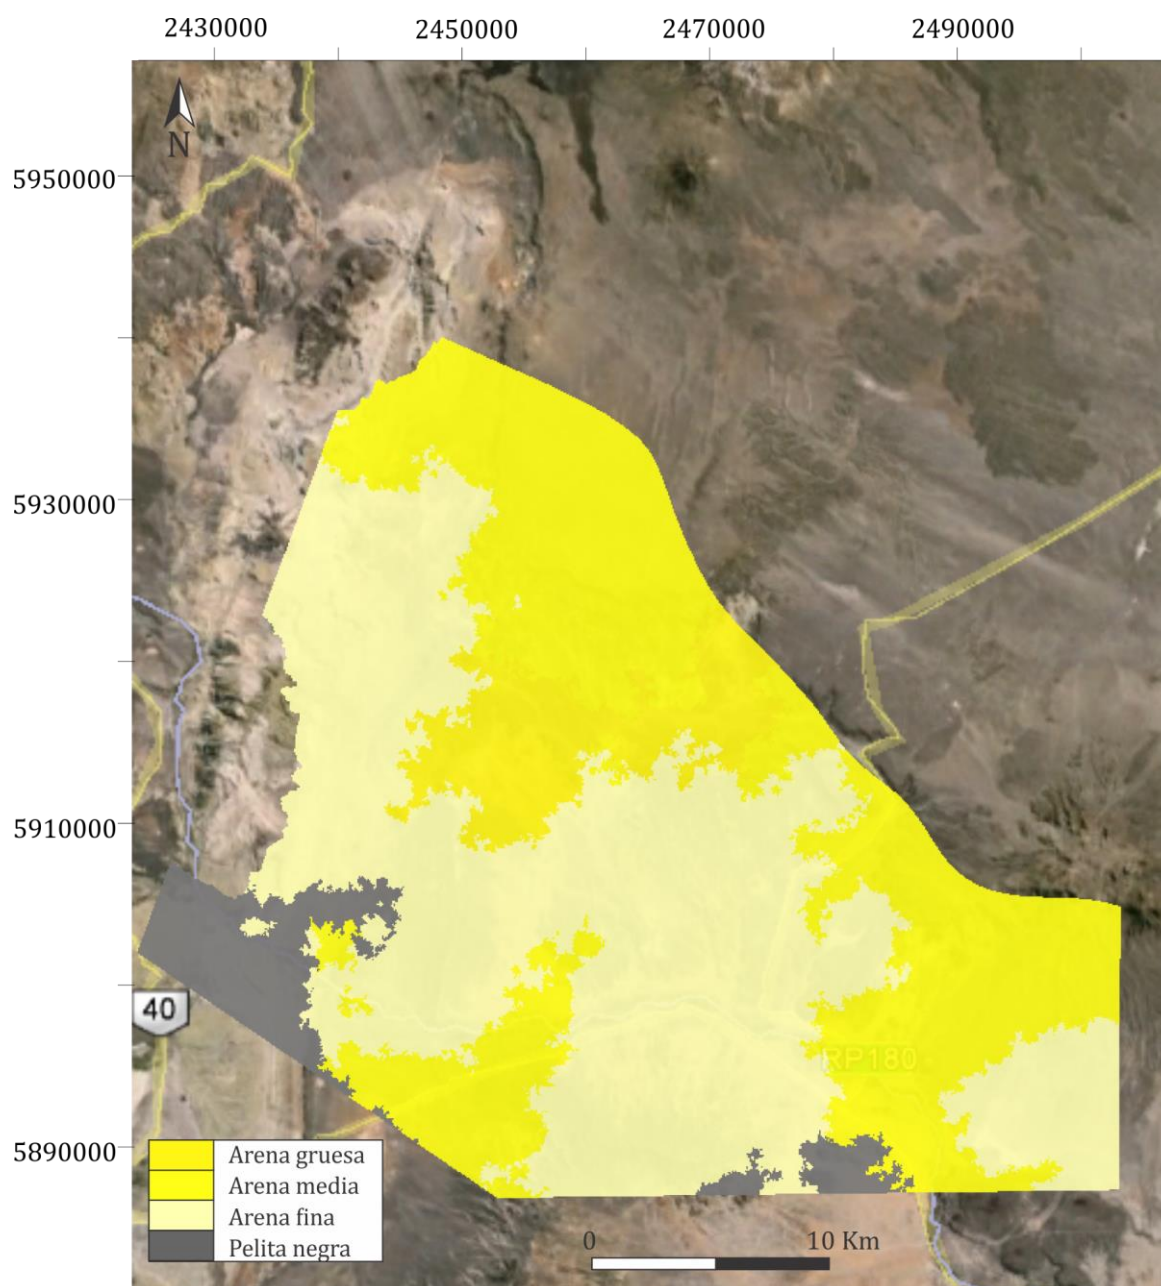 2430000 2450000 2470000 2490000
N
5950000
5930000
5910000
40
RP180
5890000
Arena gruesa
Arena media
Arena fina
Pelita negra
0 10 Km